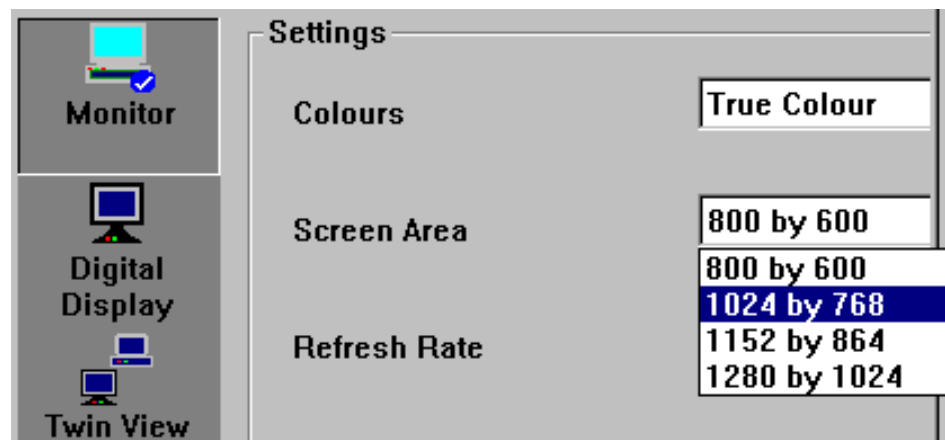 Monitor
Digital
Display
Twin View
Settings
Colours
True Colour
Screen Area
800 by 600
800 by 600
1024 by 768
1152 by 864
1280 by 1024
Refresh Rate